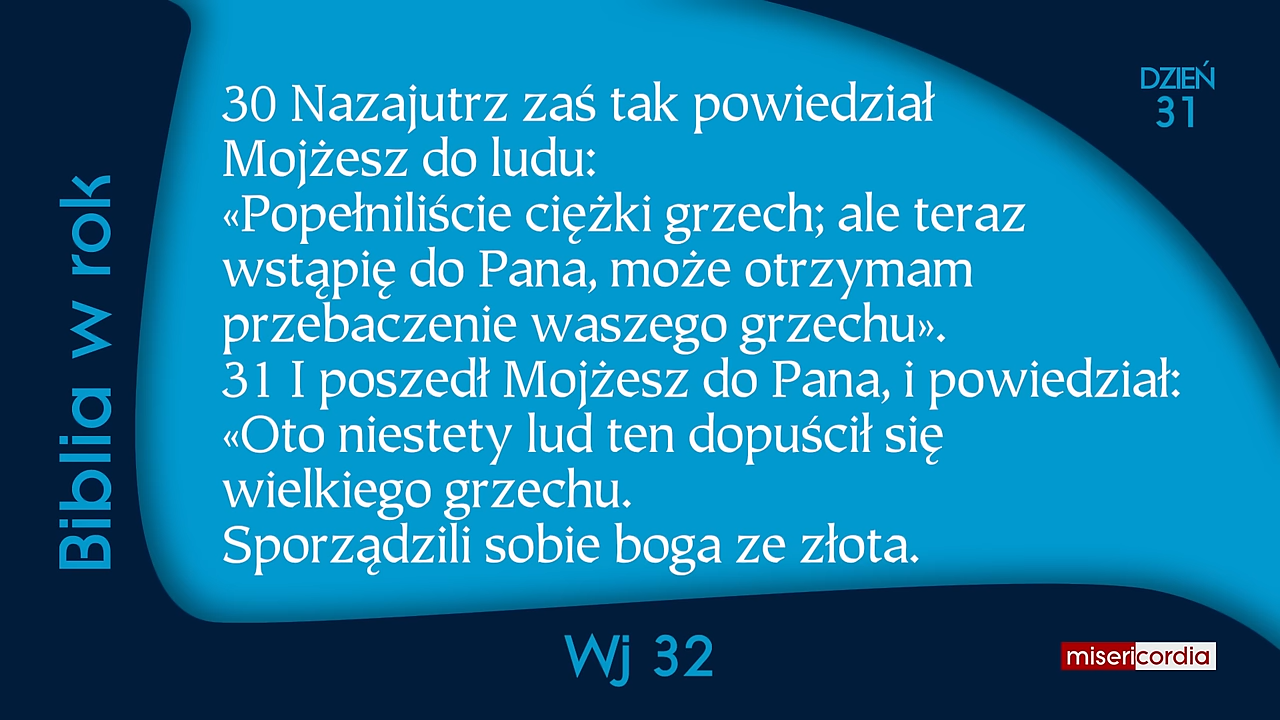 Biblia w rok
DZIEŃ
31
30 Nazajutrz zaś tak powiedział
Mojżesz do ludu:
«Popełniliście ciężki grzech; ale teraz
wstąpię do Pana, może otrzymam
przebaczenie waszego grzechu».
31 I poszedł Mojżesz do Pana, i powiedział:
«Oto niestety lud ten dopuścił się
wielkiego grzechu.
Sporządzili sobie boga ze złota.
Wj 32
misericordia